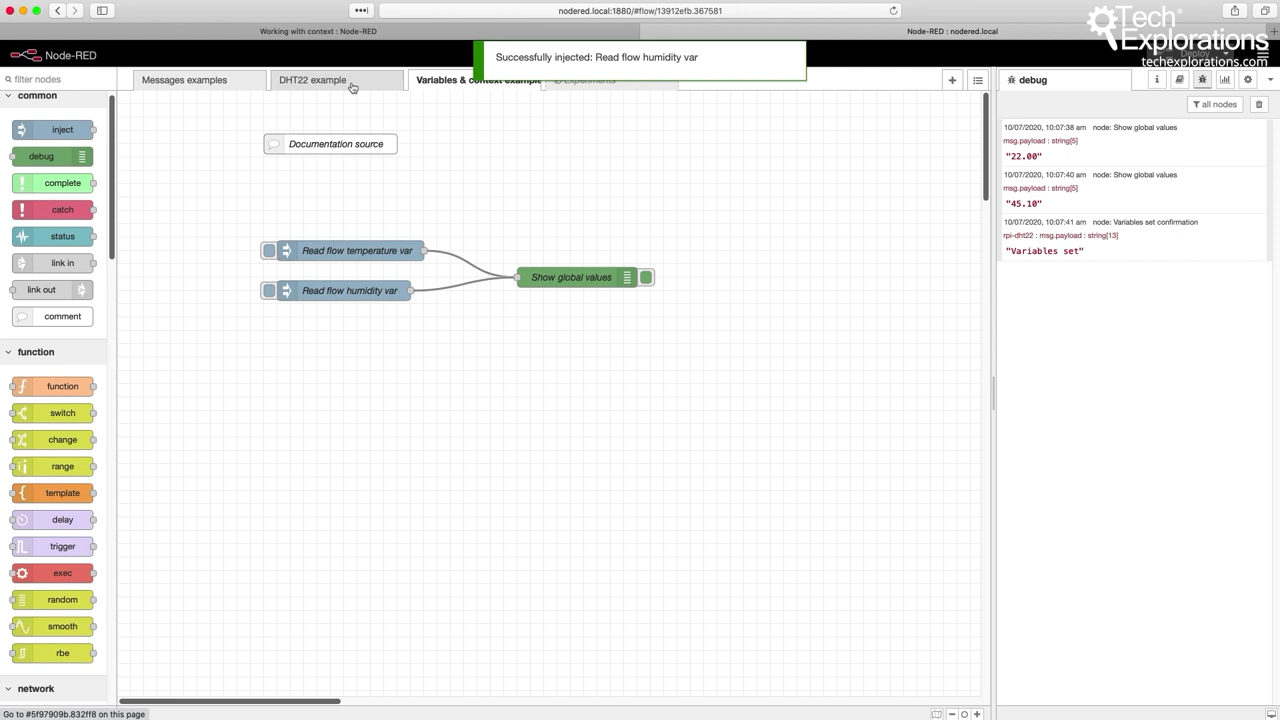 nodered.local:1880/#flow/13912efb.367581
Working with context : Node-RED
Node-RED : nodered.local
Tech
Explorations
techexplorations.com
Node-RED
Successfully injected: Read flow humidity var
Deploy
filter nodes
Messages examples
DHT22 example
Variables & context example
Experiments
debug
all nodes
common
inject
debug
complete
catch
status
link in
link out
comment
function
function
switch
change
range
template
delay
trigger
exec
random
smooth
rbe
network
Documentation source
Read flow temperature var
Read flow humidity var
Show global values
10/07/2020, 10:07:38 am node: Show global values
msg.payload : string[5]
"22.00"
10/07/2020, 10:07:40 am node: Show global values
msg.payload : string[5]
"45.10"
10/07/2020, 10:07:41 am node: Variables set confirmation
rpi-dht22 : msg.payload : string[13]
"Variables set"
Go to #5f97909b.832ff8 on this page